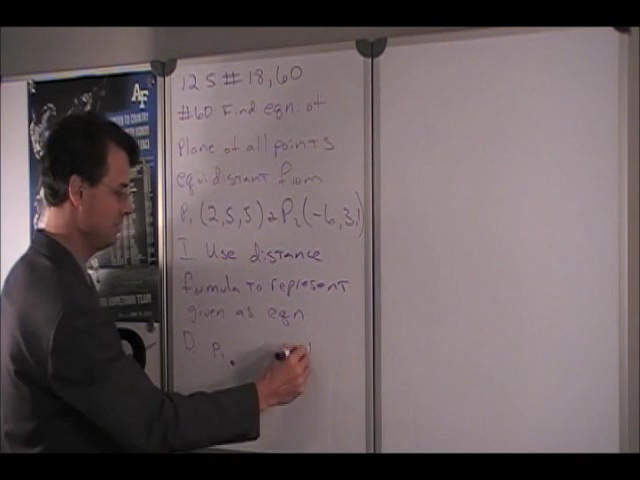 12.5 # 18, 60
#60 Find eqn. of
Plane of all points
equidistant from
P₁ (2,5,5) + P₂ (-6,3,1)
I Use distance
formula to represent
given as eqn
D. P₁ .
AF